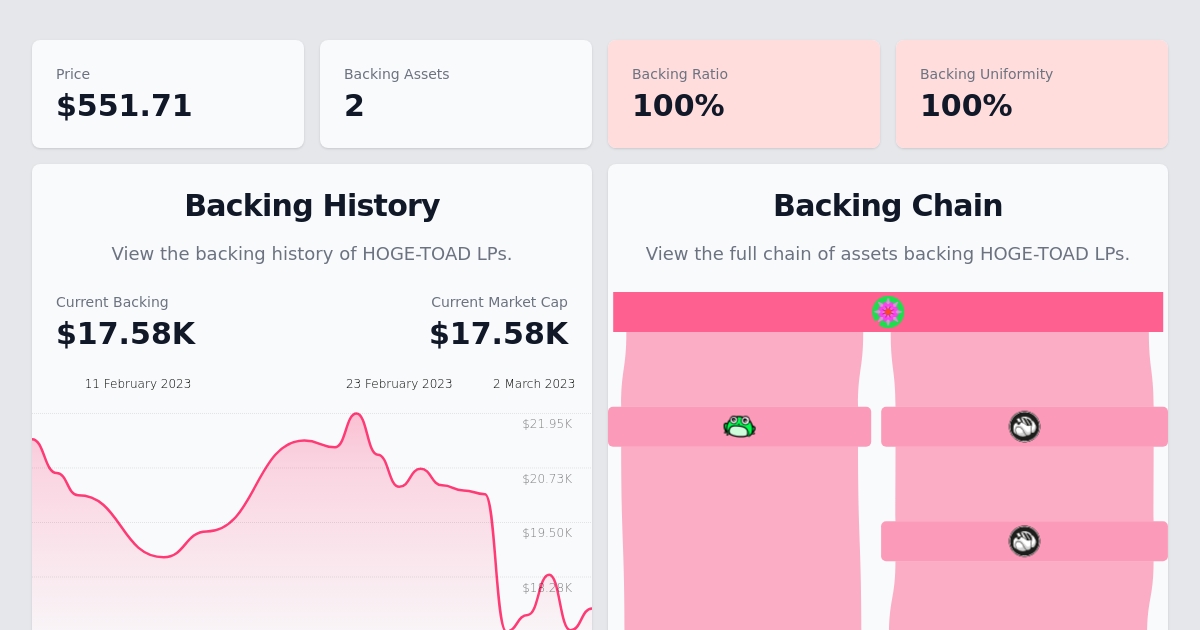 Price
$551.71
Backing Assets
2
Backing Ratio
100%
Backing Uniformity
100%
Backing History
View the backing history of HOGE-TOAD LPs.
Current Backing
$17.58K
Current Market Cap
$17.58K
11 February 2023
23 February 2023
2 March 2023
$21.95K
$20.73K
$19.50K
$18.28K
Backing Chain
View the full chain of assets backing HOGE-TOAD LPs.